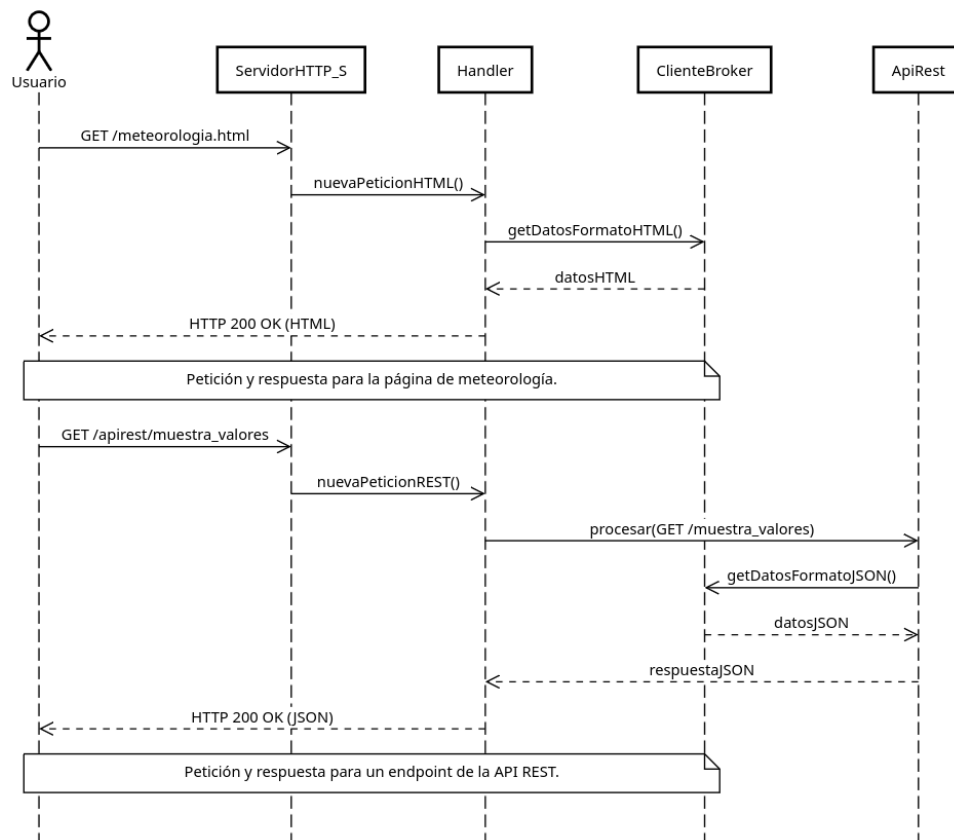 Usuario
ServidorHTTP_S
Handler
ClienteBroker
ApiRest
GET /meteorologia.html
nuevaPeticionHTML()
getDatosFormatoHTML()
datosHTML
HTTP 200 OK (HTML)
Petición y respuesta para la página de meteorología.
GET /apirest/muestra_valores
nuevaPeticionREST()
procesar(GET /muestra_valores)
getDatosFormatoJSON()
datosJSON
respuestaJSON
HTTP 200 OK (JSON)
Petición y respuesta para un endpoint de la API REST.